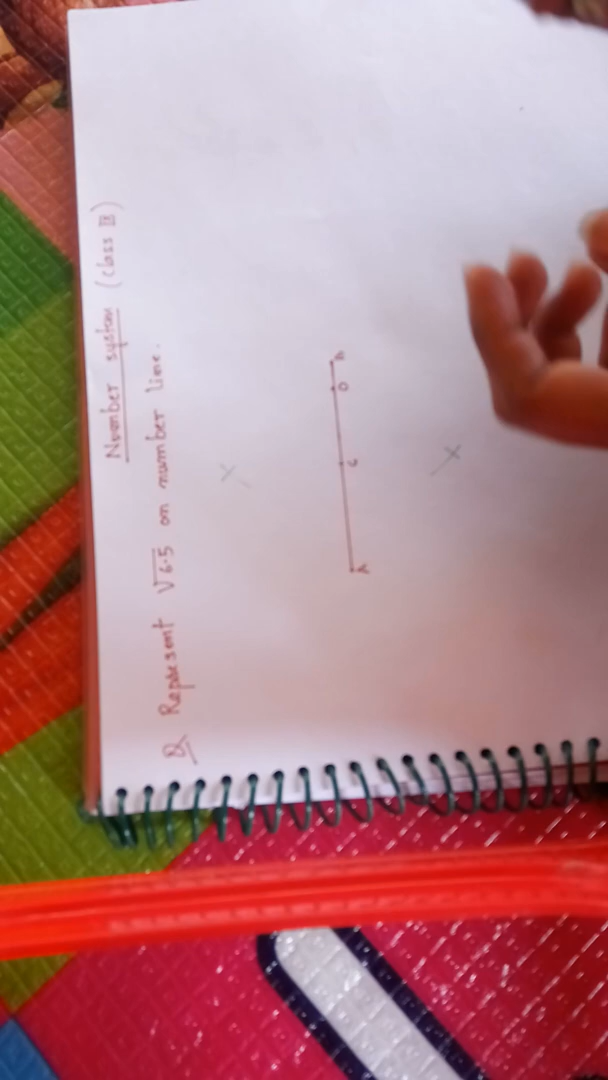 Number system (class IX)
Q Represent √6.5 on number line.
A C D B